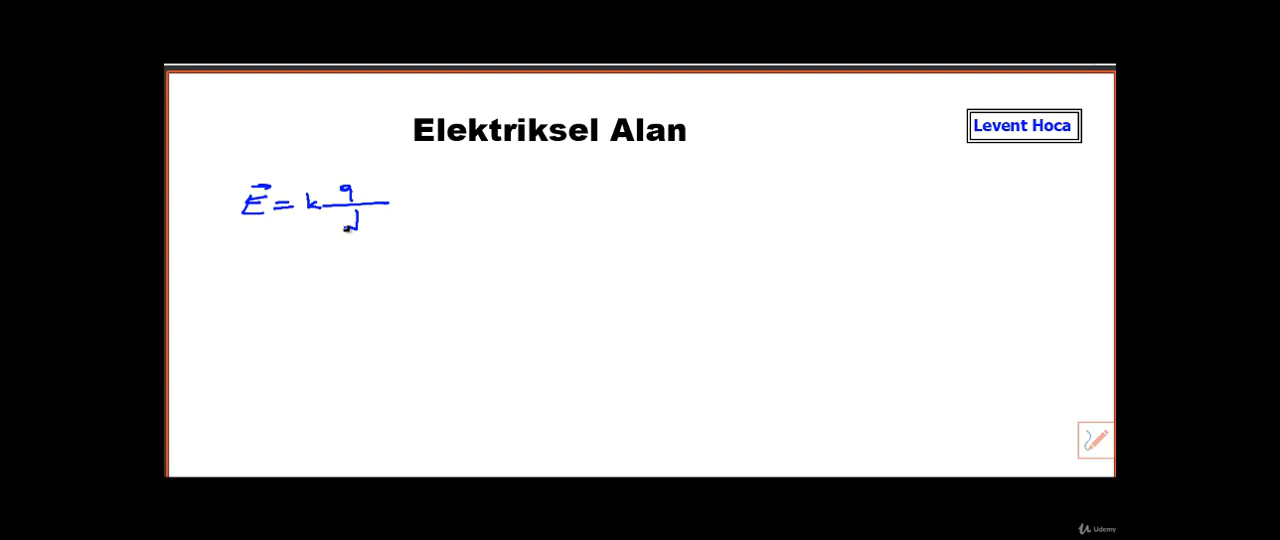 Elektriksel Alan
Levent Hoca
E⃗ = k q / d
Udemy